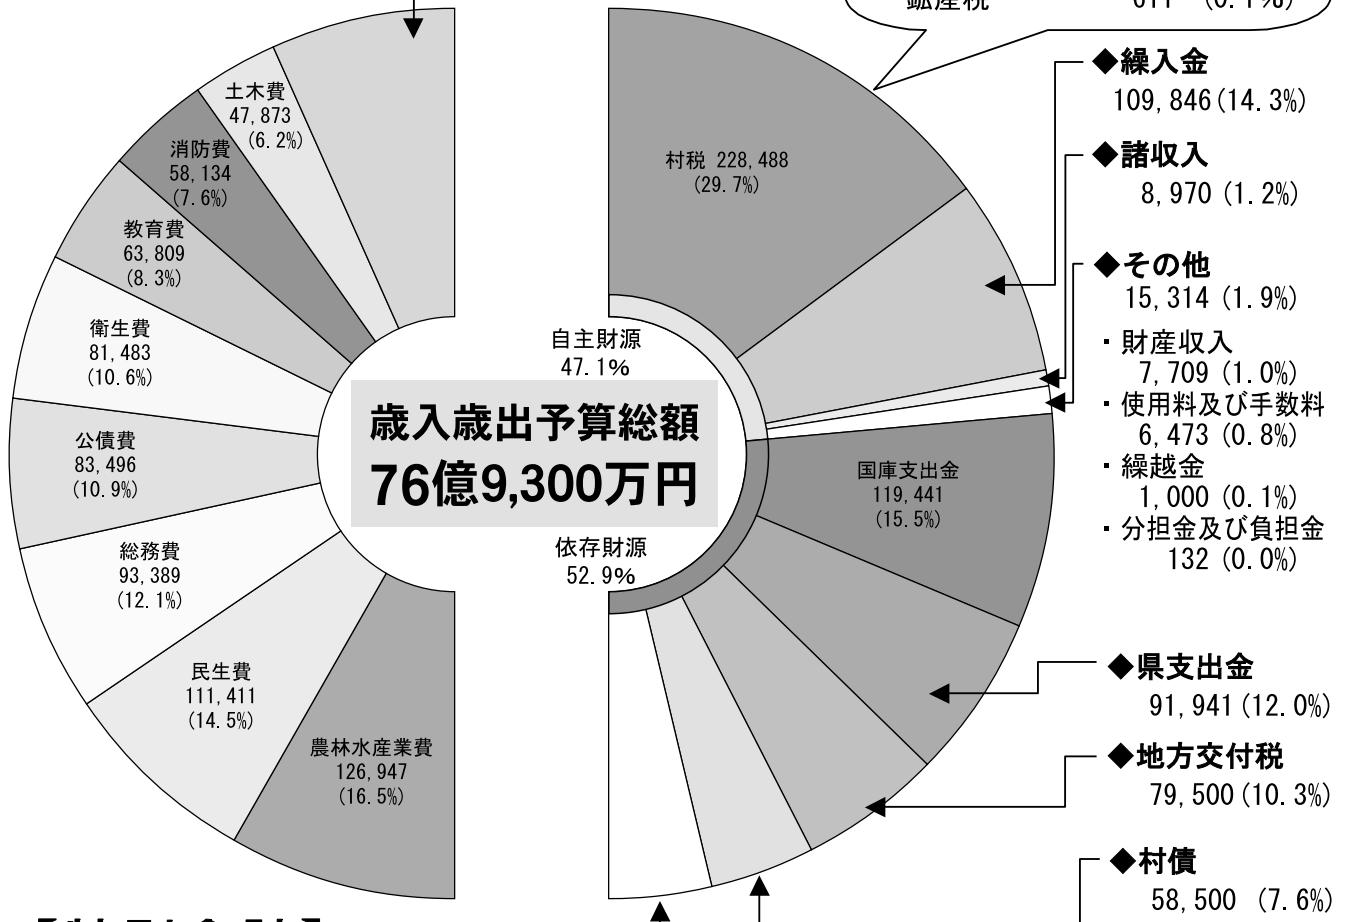 土木費
47,873
(6.2%)
消防費
58,134
(7.6%)
教育費
63,809
(8.3%)
衛生費
81,483
(10.6%)
公債費
83,496
(10.9%)
総務費
93,389
(12.1%)
民生費
111,411
(14.5%)
農林水産業費
126,947
(16.5%)
自主財源
47.1%
歳入歳出予算総額
76億9,300万円
依存財源
52.9%
村税 228,488
(29.7%)
国庫支出金
119,441
(15.5%)
◆繰入金
109,846(14.3%)
◆諸収入
8,970 (1.2%)
◆その他
15,314 (1.9%)
・財産収入
7,709 (1.0%)
・使用料及び手数料
6,473 (0.8%)
・繰越金
1,000 (0.1%)
・分担金及び負担金
132 (0.0%)
◆県支出金
91,941(12.0%)
◆地方交付税
79,500(10.3%)
◆村債
58,500 (7.6%)